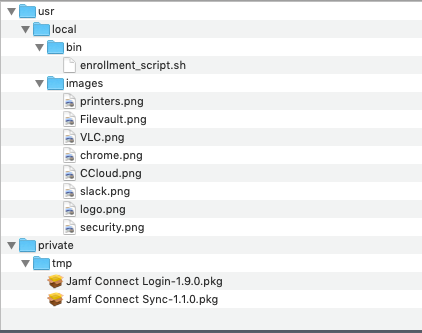 usr
local
bin
enrollment_script.sh
images
printers.png
Filevault.png
VLC.png
chrome.png
CCloud.png
slack.png
logo.png
security.png
private
tmp
Jamf Connect Login-1.9.0.pkg
Jamf Connect Sync-1.1.0.pkg